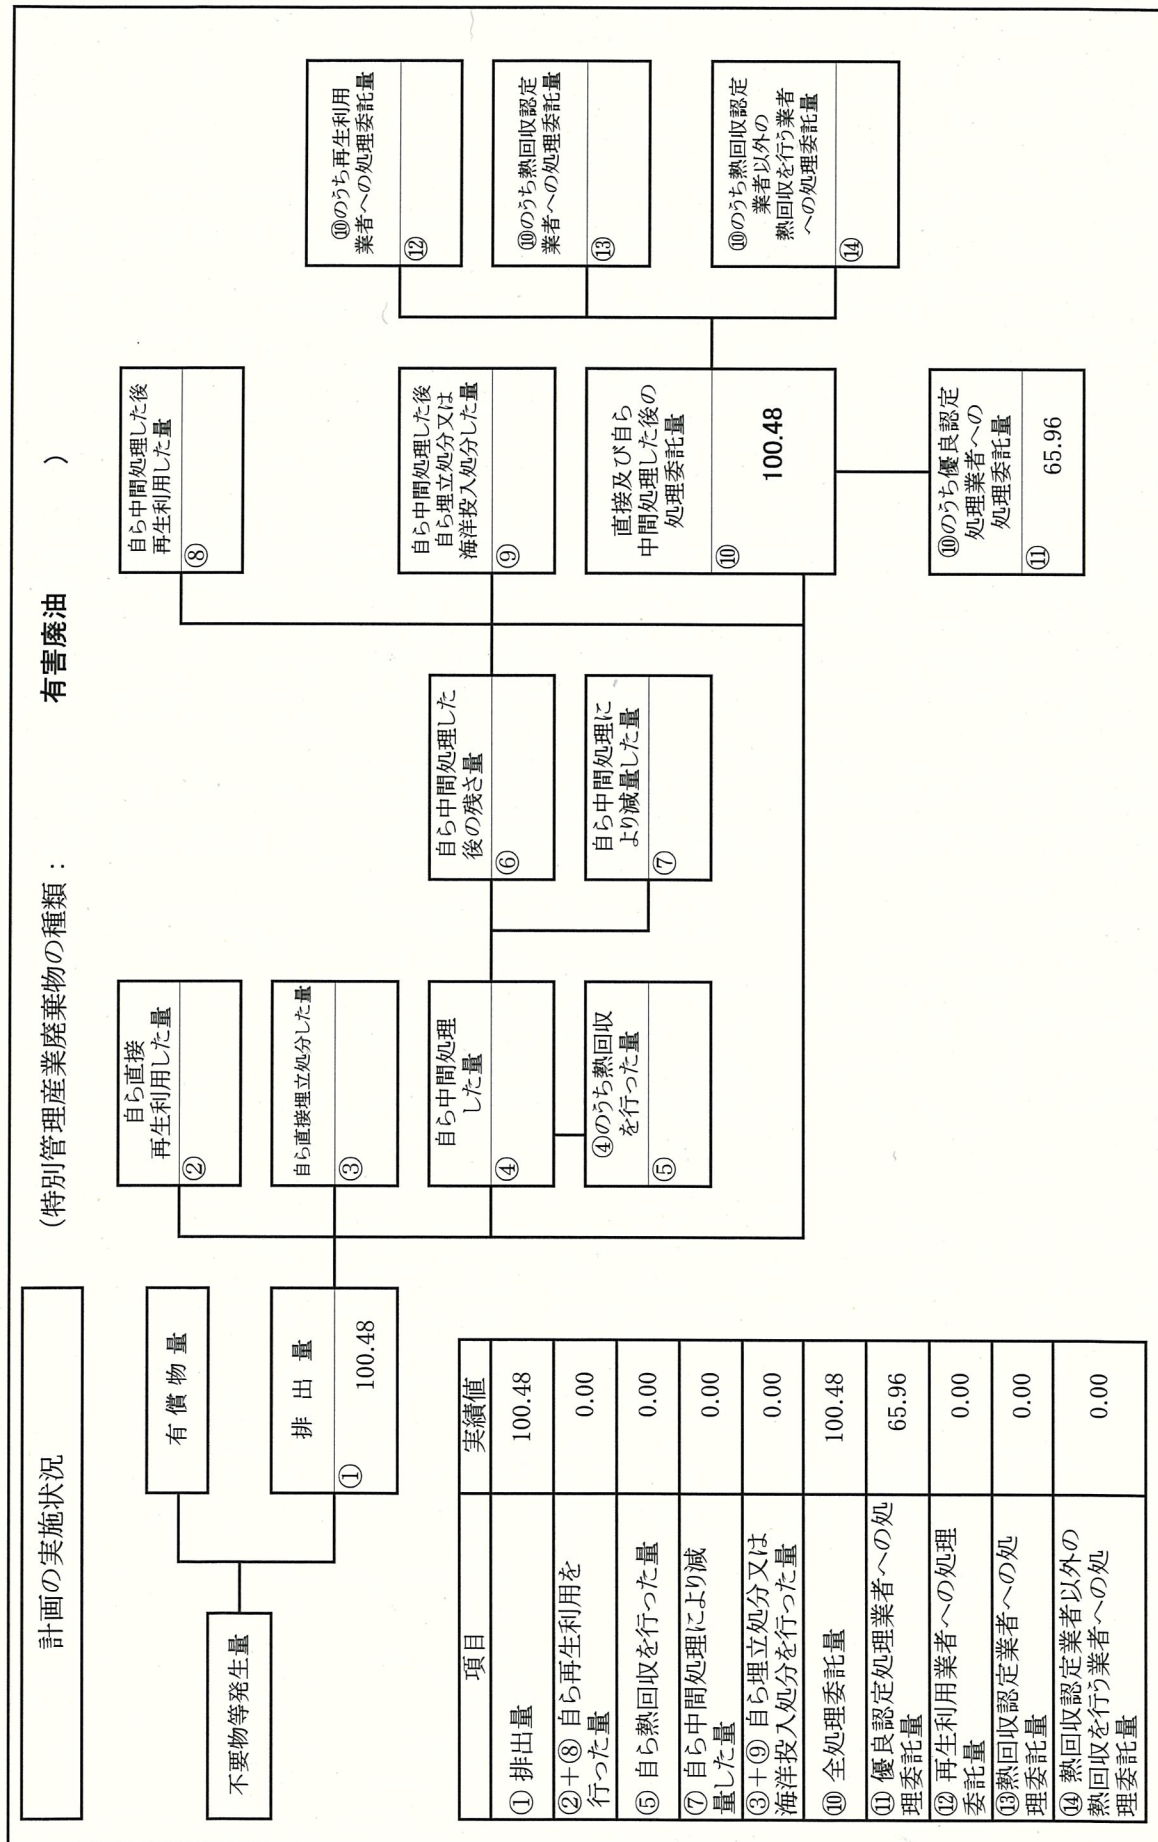 計画の実施状況
(特別管理産業廃棄物の種類： 有害廃油 )
不要物等発生量
有償物量
排出量
① 100.48
自ら直接
再生利用した量
②
自ら直接埋立処分した量
③
自ら中間処理
した量
④
④のうち熱回収
を行った量
⑤
自ら中間処理した
後の残さ量
⑥
自ら中間処理に
より減量した量
⑦
自ら中間処理した後
再生利用した量
⑧
自ら中間処理した後
自ら埋立処分又は
海洋投入処分した量
⑨
直接及び自ら
中間処理した後の
処理委託量
⑩ 100.48
⑩のうち優良認定
処理業者への
処理委託量
⑪ 65.96
⑩のうち再生利用
業者への処理委託量
⑫
⑩のうち熱回収認定
業者への処理委託量
⑬
⑩のうち熱回収認定
業者以外の
熱回収を行う業者
への処理委託量
⑭
項目 実績値
① 排出量 100.48
②＋⑧ 自ら再生利用を
行った量 0.00
⑤ 自ら熱回収を行った量 0.00
⑦ 自ら中間処理により減
量した量 0.00
③＋⑨ 自ら埋立処分又は
海洋投入処分を行った量 0.00
⑩ 全処理委託量 100.48
⑪ 優良認定処理業者への処
理委託量 65.96
⑫ 再生利用業者への処理
委託量 0.00
⑬熱回収認定業者への処
理委託量 0.00
⑭ 熱回収認定業者以外の
熱回収を行う業者への処
理委託量 0.00